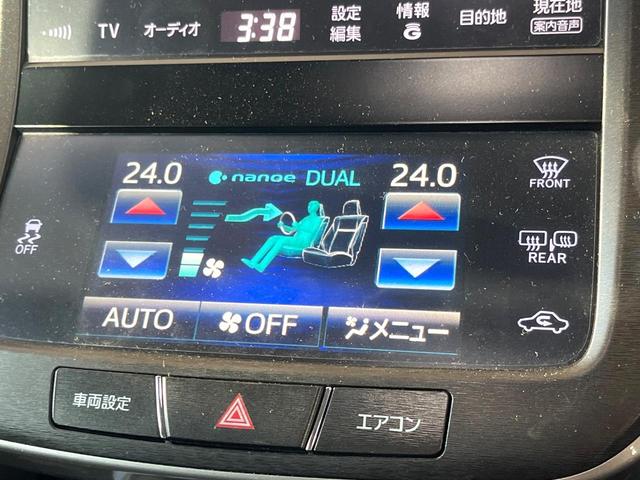 TV オーディオ 3:38 設定編集 情報 目的地 現在地 案内音声
24.0 nanoe DUAL 24.0
FRONT
OFF
REAR
AUTO OFF メニュー
車両設定 エアコン